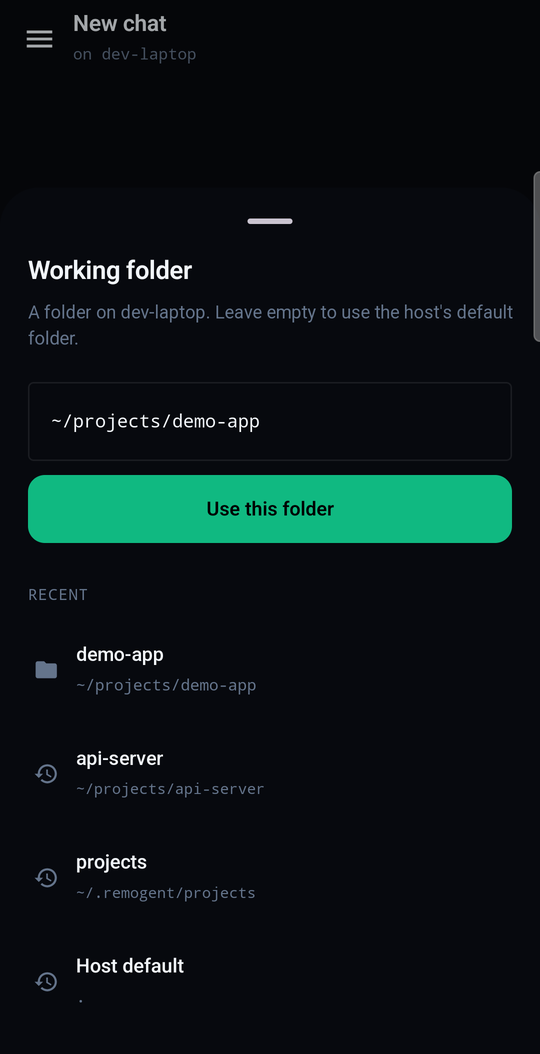 New chat
on dev-laptop
Working folder
A folder on dev-laptop. Leave empty to use the host's default
folder.
~/projects/demo-app
Use this folder
RECENT
demo-app
~/projects/demo-app
api-server
~/projects/api-server
projects
~/.remogent/projects
Host default
.